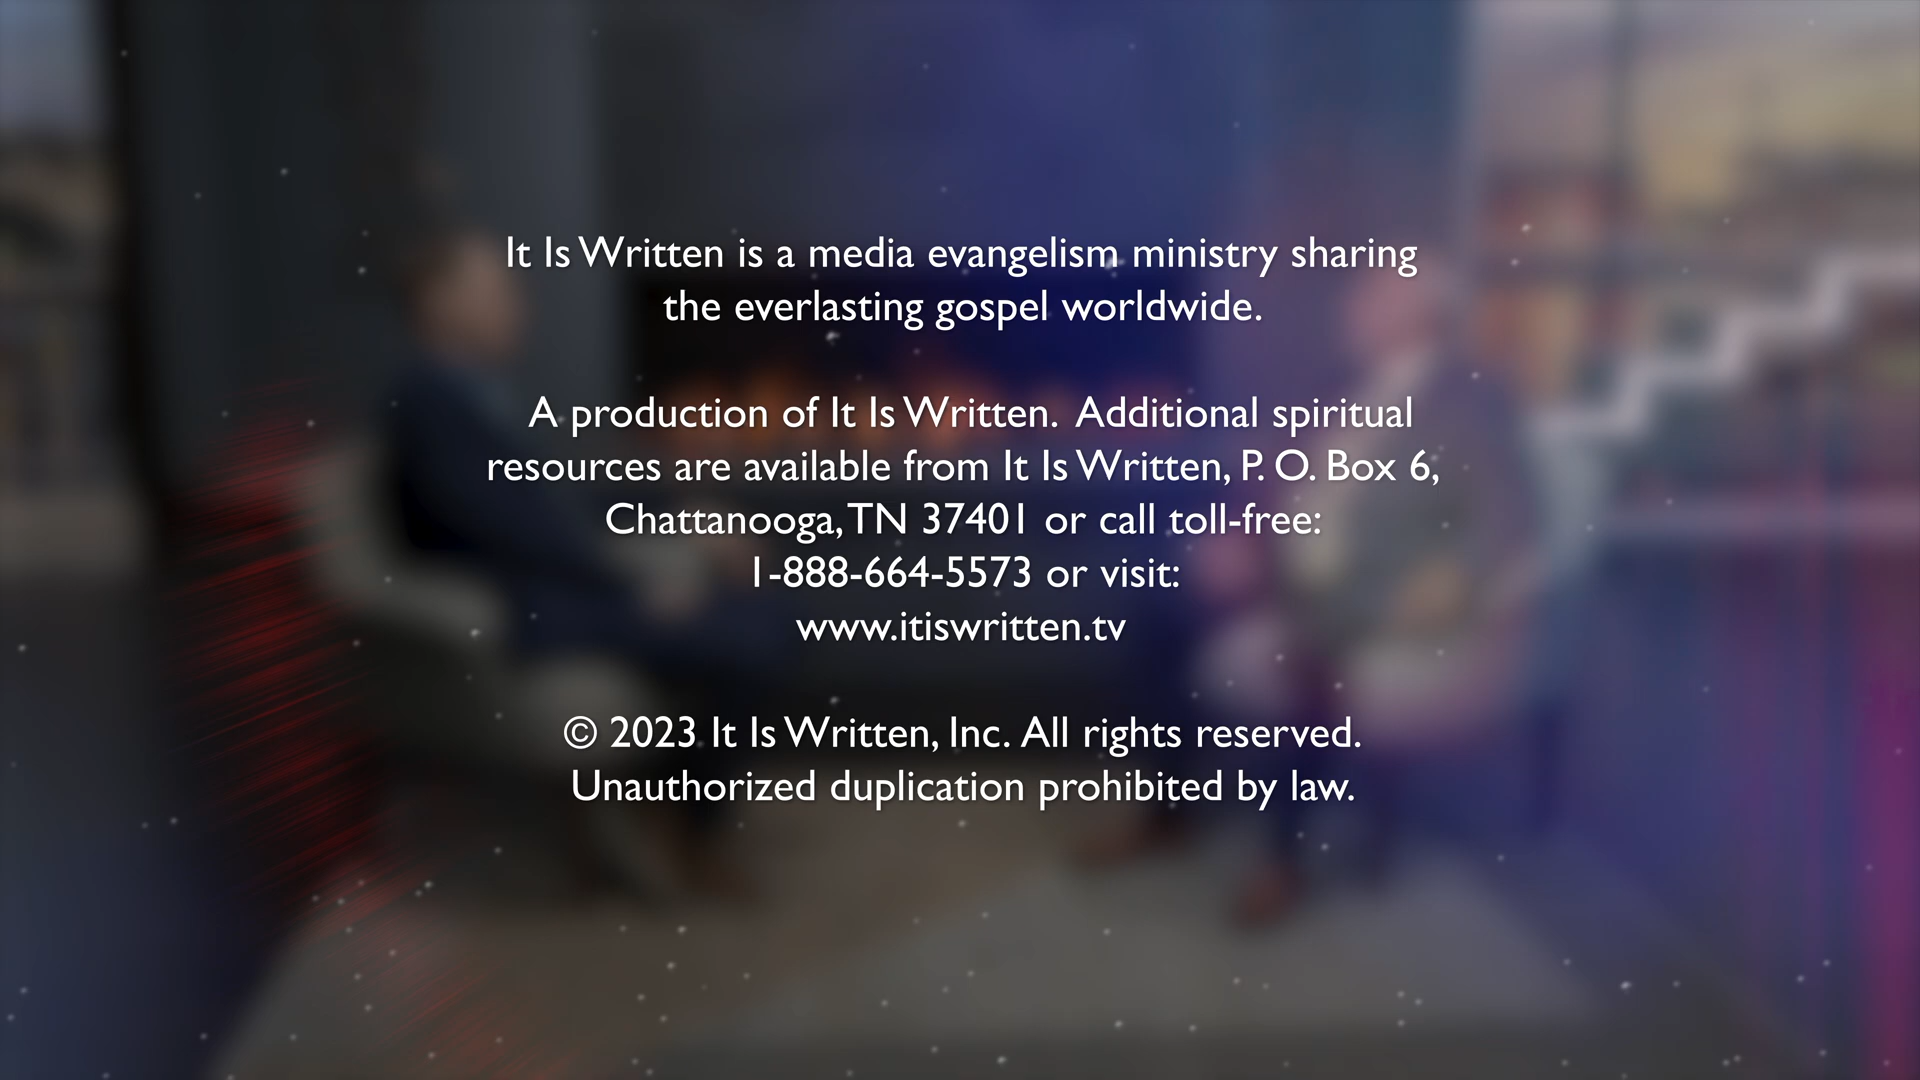 It Is Written is a media evangelism ministry sharing
the everlasting gospel worldwide.
A production of It Is Written. Additional spiritual
resources are available from It Is Written, P. O. Box 6,
Chattanooga, TN 37401 or call toll-free:
1-888-664-5573 or visit:
www.itiswritten.tv
© 2023 It Is Written, Inc. All rights reserved.
Unauthorized duplication prohibited by law.